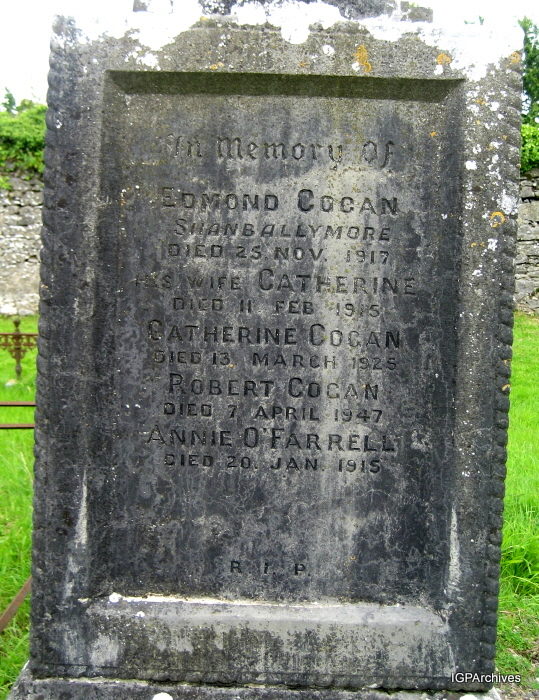 In Memory Of
EDMOND COGAN
SHANBALLYMORE
DIED 25 NOV. 1917
HIS WIFE CATHERINE
DIED 11 FEB 1915
CATHERINE COGAN
DIED 13 MARCH 1925
ROBERT COGAN
DIED 7 APRIL 1947
ANNIE O'FARRELL
DIED 20 JAN 1915
R I P
IGPArchives